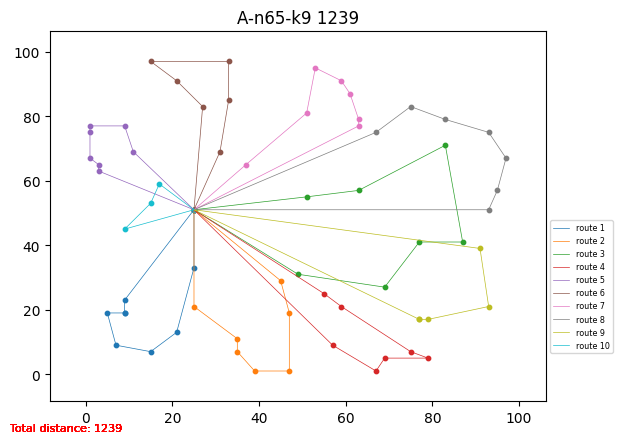 A-n65-k9 1239
100
80
60
40
20
0
0 20 40 60 80 100
route 1
route 2
route 3
route 4
route 5
route 6
route 7
route 8
route 9
route 10
Total distance: 1239